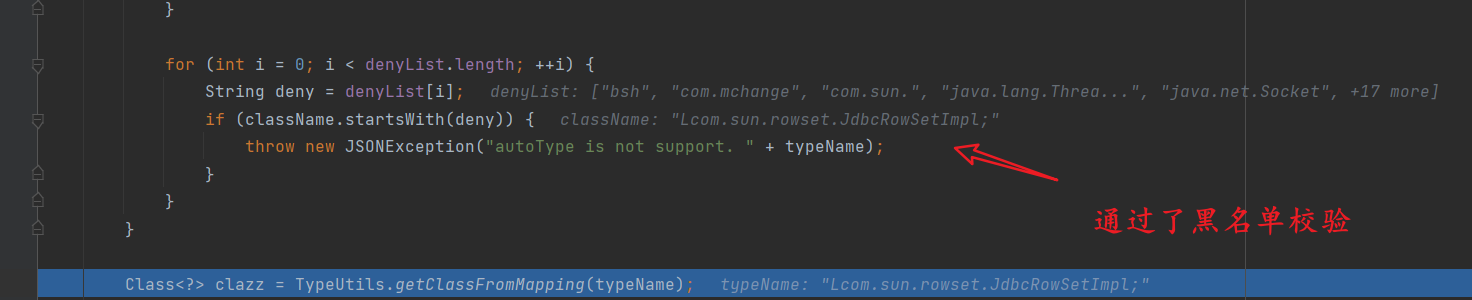 }
for (int i = 0; i < denyList.length; ++i) {
String deny = denyList[i]; denyList: ["bsh", "com.mchange", "com.sun.", "java.lang.Threa...", "java.net.Socket", +17 more]
if (className.startsWith(deny)) { className: "Lcom.sun.rowset.JdbcRowSetImpl;"
throw new JSONException("autoType is not support. " + typeName);
}
}
通过了黑名单校验
}
Class<?> clazz = TypeUtils.getClassFromMapping(typeName); typeName: "Lcom.sun.rowset.JdbcRowSetImpl;"